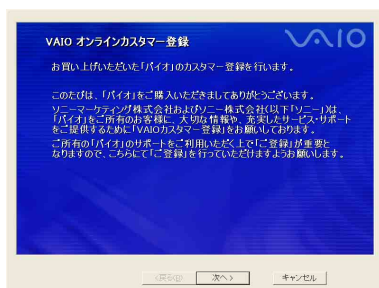 VAIO オンラインカスタマー登録
VAIO
お買い上げいただいた「バイオ」のカスタマー登録を行います。
このたびは、「バイオ」をご購入いただきましてありがとうございます。
ソニーマーケティング株式会社およびソニー株式会社(以下「ソニー」)は、
「バイオ」をご所有のお客様に、大切な情報や、充実したサービス・サポート
をご提供するために「VAIOカスタマー登録」をお願いしております。
ご所有の「バイオ」のサポートをご利用いただく上で「ご登録」が重要と
なりますので、こちらにて「ご登録」を行っていただけますようお願いします。
次へ >
キャンセル